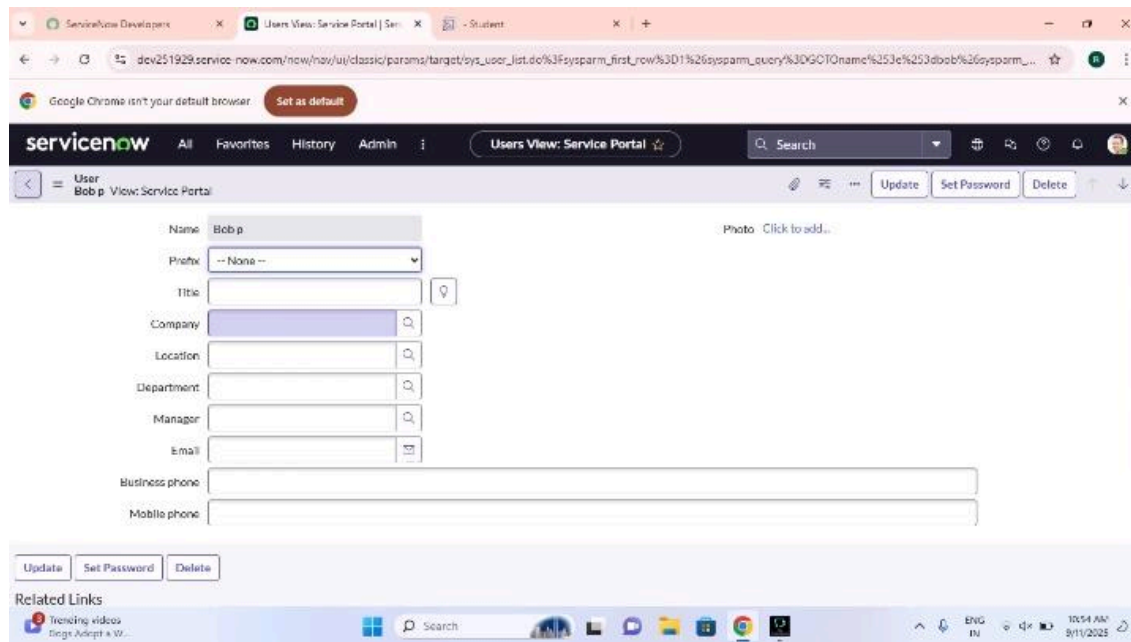 ServiceNow Developers
Users View: Service Portal | Ser
- Student
dev251929.service-now.com/now/nav/ui/classic/params/target/sys_user_list.do%3Fsysparm_first_row%3D1%26sysparm_query%3DGOTOname%253e%253dbob%26sysparm_...
Google Chrome isn't your default browser Set as default
servicenow All Favorites History Admin Users View: Service Portal Search
User
Bob p View: Service Portal
Update Set Password Delete
Name Bob p
Photo Click to add...
Prefix -- None --
Title
Company
Location
Department
Manager
Email
Business phone
Mobile phone
Update Set Password Delete
Related Links
Trending videos
Dogs Adopt a W...
Search
ENG
IN
10:54 AM
9/11/2025